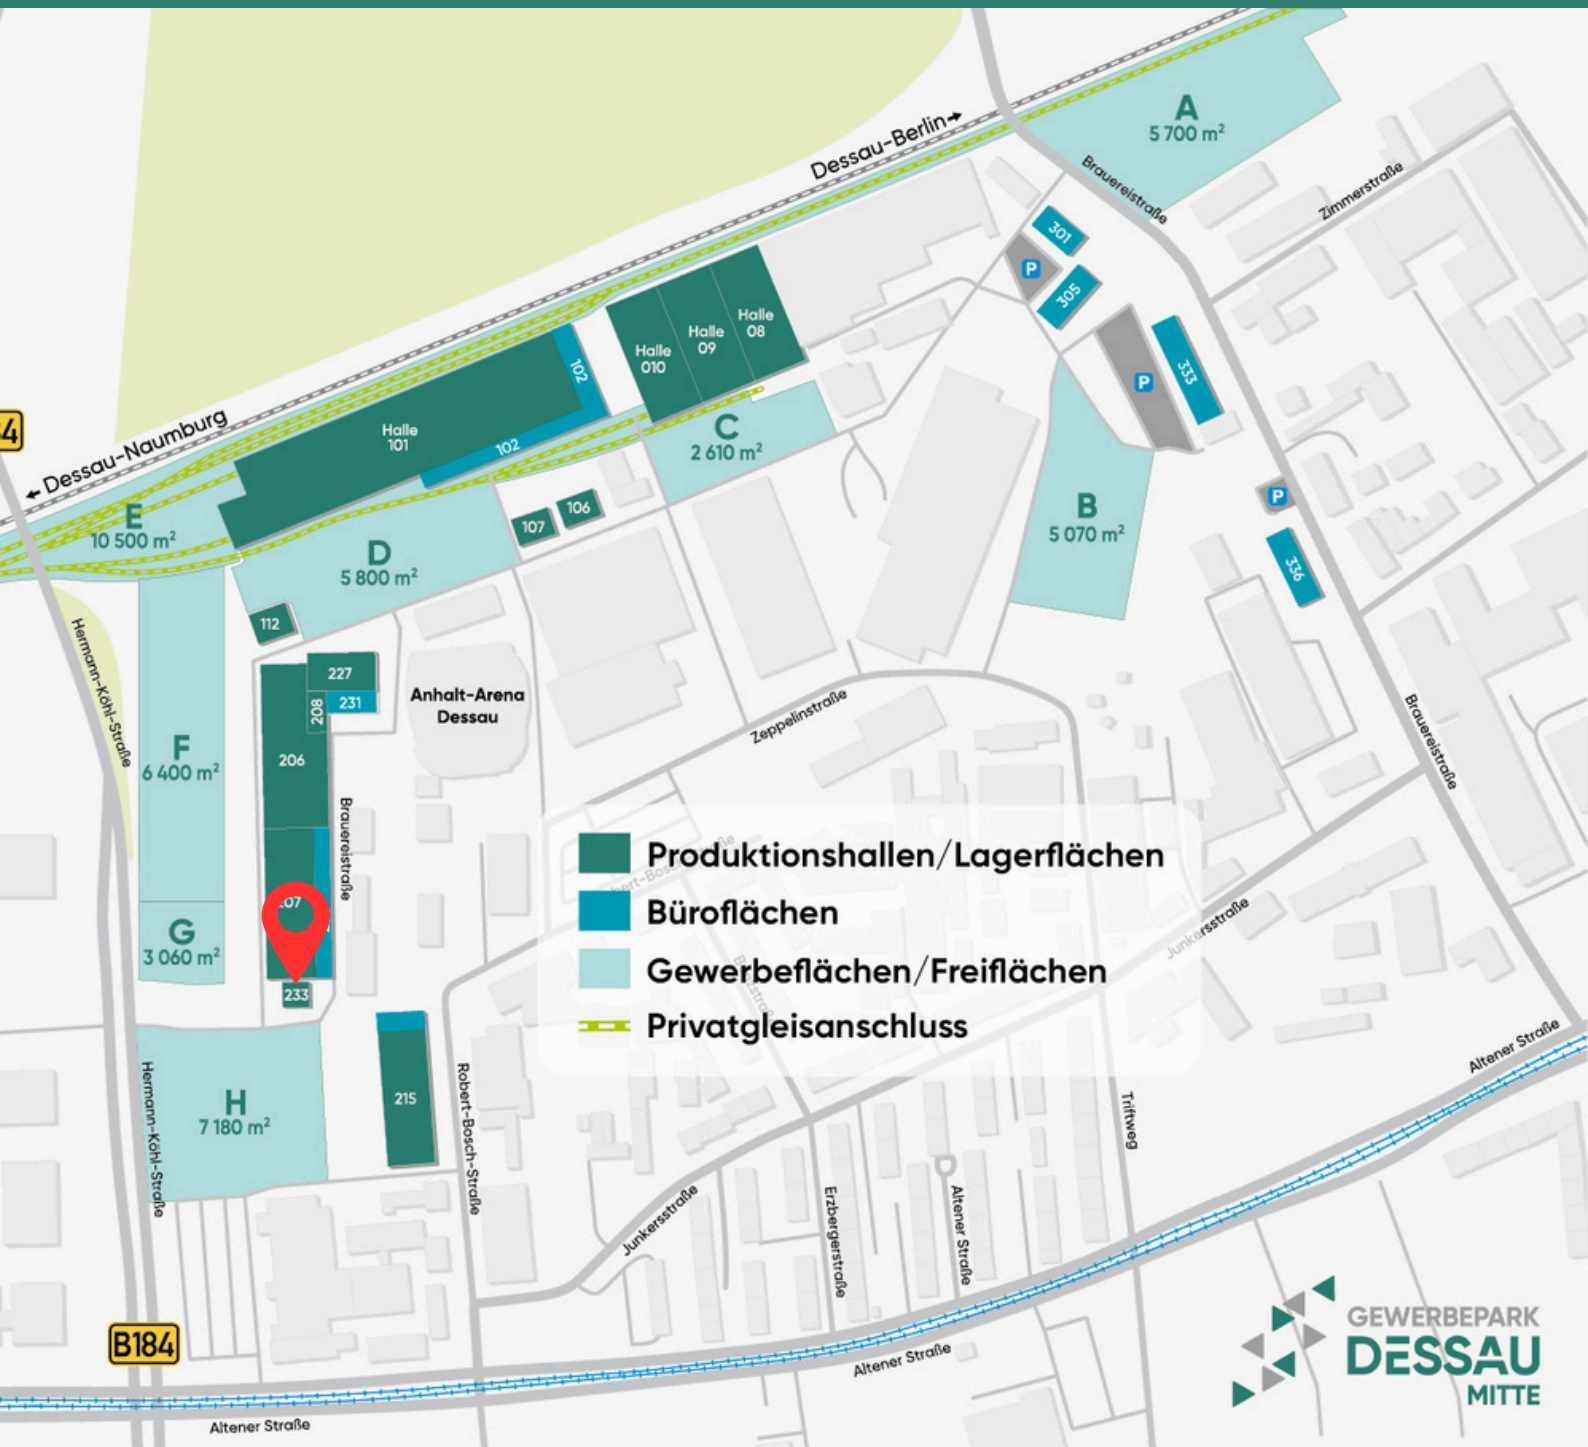 Dessau-Berlin
A
5 700 m²
Brauereistraße
Zimmerstraße
301
P
305
Halle
08
Halle
09
Halle
010
102
333
P
Dessau-Naumburg
Halle
101
102
C
2 610 m²
B
5 070 m²
P
336
E
10 500 m²
D
5 800 m²
107
106
112
Hermann-Köhl-Straße
227
208
231
206
Anhalt-Arena
Dessau
Zeppelinstraße
Brauereistraße
F
6 400 m²
Brauereistraße
G
3 060 m²
233
Produktionshallen/Lagerflächen
Büroflächen
Gewerbeflächen/Freiflächen
Privatgleisanschluss
Junkersstraße
H
7 180 m²
215
Hermann-Köhl-Straße
Robert-Bosch-Straße
Junkersstraße
Erzbergerstraße
Altener Straße
Triftweg
Altener Straße
B184
Altener Straße
Altener Straße
GEWERBEPARK
DESSAU
MITTE